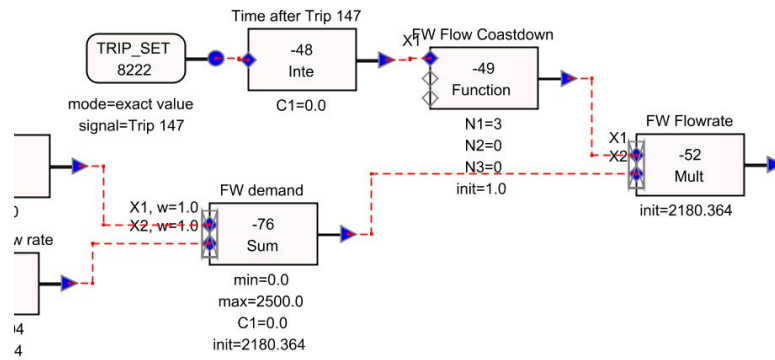 Time after Trip 147
TRIP_SET
8222
mode=exact value
signal=Trip 147
-48
Inte
C1=0.0
FW Flow Coastdown
X1
-49
Function
N1=3
N2=0
N3=0
init=1.0
FW Flowrate
X1
X2
-52
Mult
init=2180.364
0
FW demand
X1, w=1.0
X2, w=1.0
-76
Sum
min=0.0
max=2500.0
C1=0.0
init=2180.364
w rate
04
4